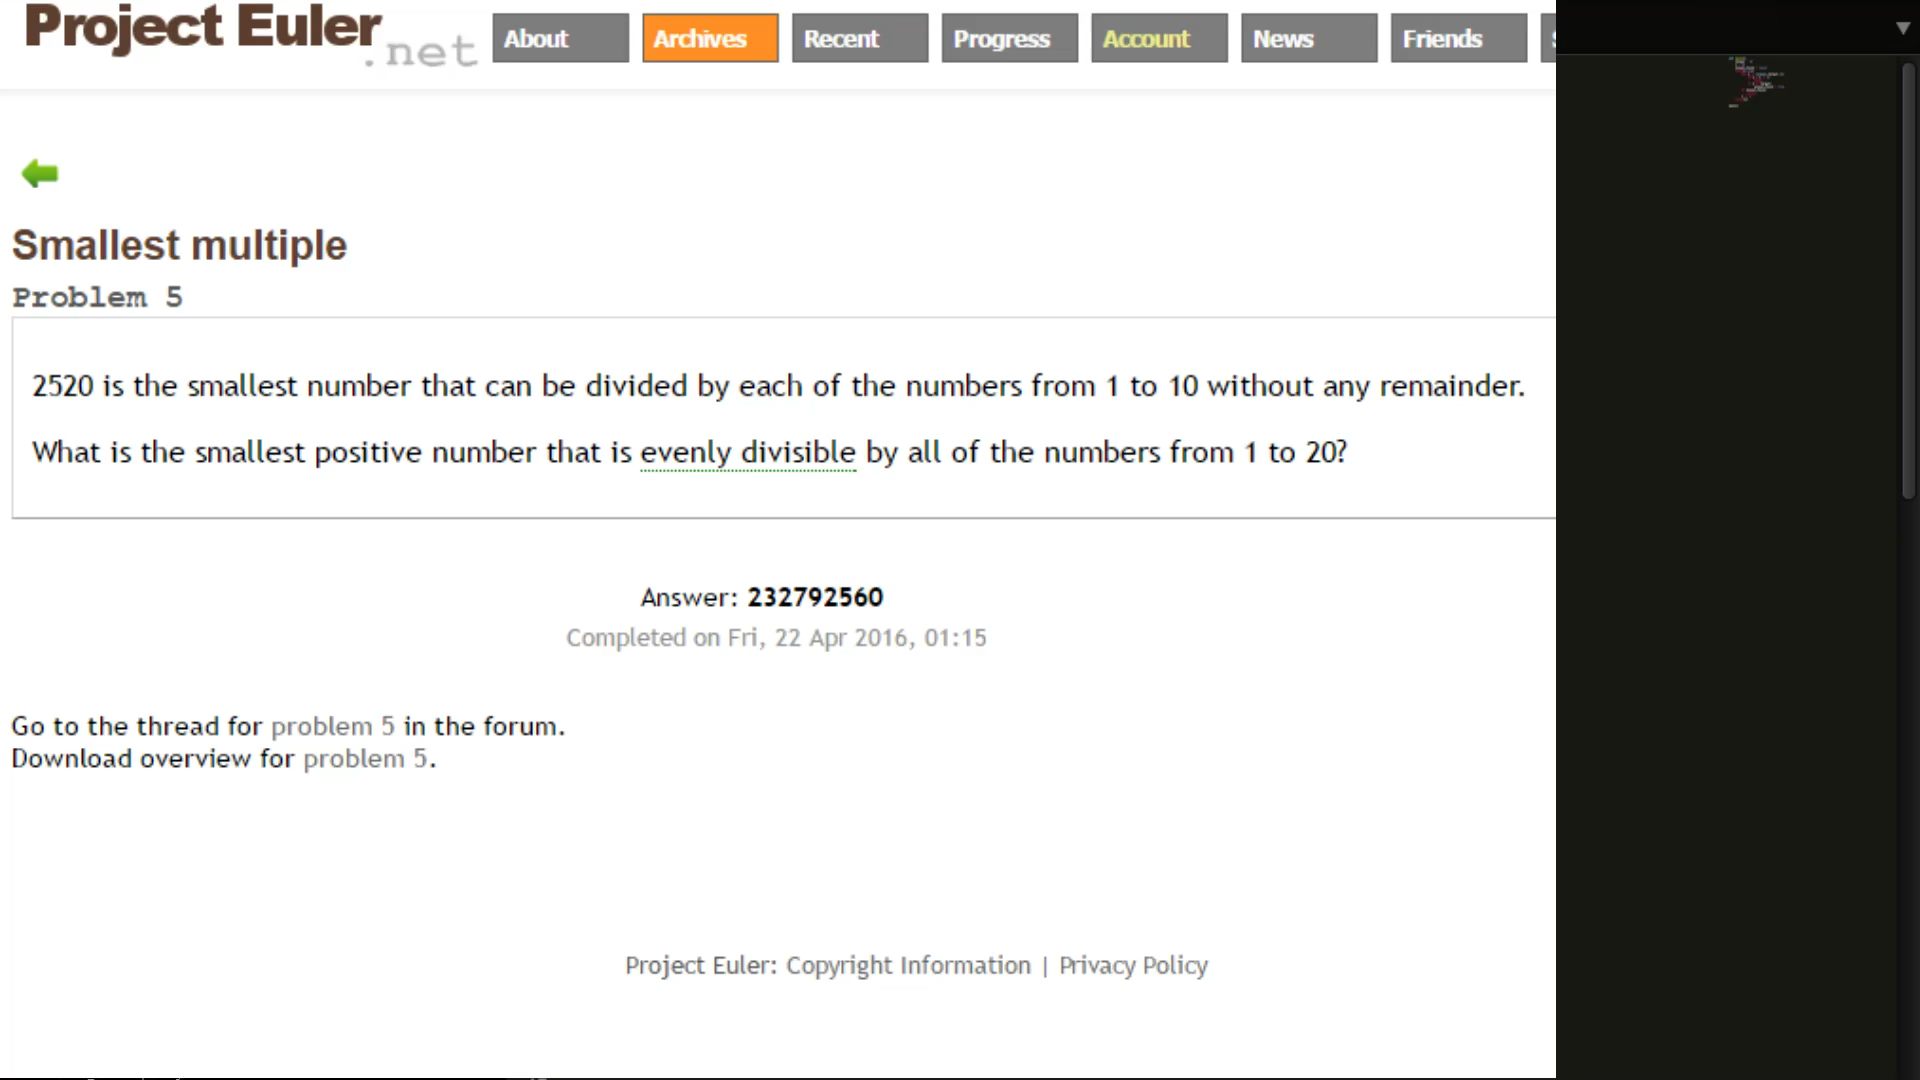 Project Euler .net
About Archives Recent Progress Account News Friends
Smallest multiple
Problem 5
2520 is the smallest number that can be divided by each of the numbers from 1 to 10 without any remainder.
What is the smallest positive number that is evenly divisible by all of the numbers from 1 to 20?
Answer: 232792560
Completed on Fri, 22 Apr 2016, 01:15
Go to the thread for problem 5 in the forum.
Download overview for problem 5.
Project Euler: Copyright Information | Privacy Policy